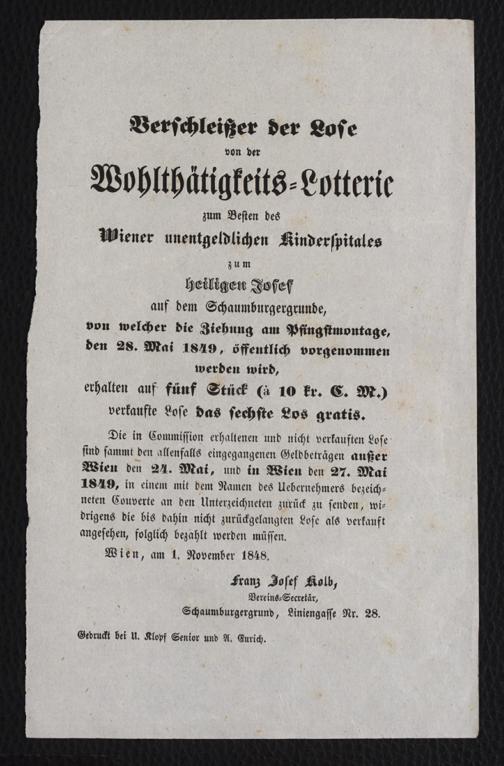 Verschleißer der Lose
von der
Wohlthätigkeits-Lotterie
zum Besten des
Wiener unentgeldlichen Kinderspitales
zum
heiligen Josef
auf dem Schaumburgergrunde,
von welcher die Ziehung am Pfingstmontage,
den 28. Mai 1849, öffentlich vorgenommen
werden wird,
erhalten auf fünf Stück (à 10 kr. C. M.)
verkaufte Lose das sechste Los gratis.
Die in Commission erhaltenen und nicht verkauften Lose
sind sammt den allenfalls eingegangenen Geldbeträgen außer
Wien den 24. Mai, und in Wien den 27. Mai
1849, in einem mit dem Namen des Uebernehmers bezeich-
neten Couverte an den Unterzeichneten zurück zu senden, wi-
drigens die bis dahin nicht zurückgelangten Lose als verkauft
angesehen, folglich bezahlt werden müssen.
Wien, am 1. November 1848.
Franz Josef Kolb,
Vereins-Secretär,
Schaumburgergrund, Liniengasse Nr. 28.
Gedruckt bei U. Klopf Senior und A. Eurich.